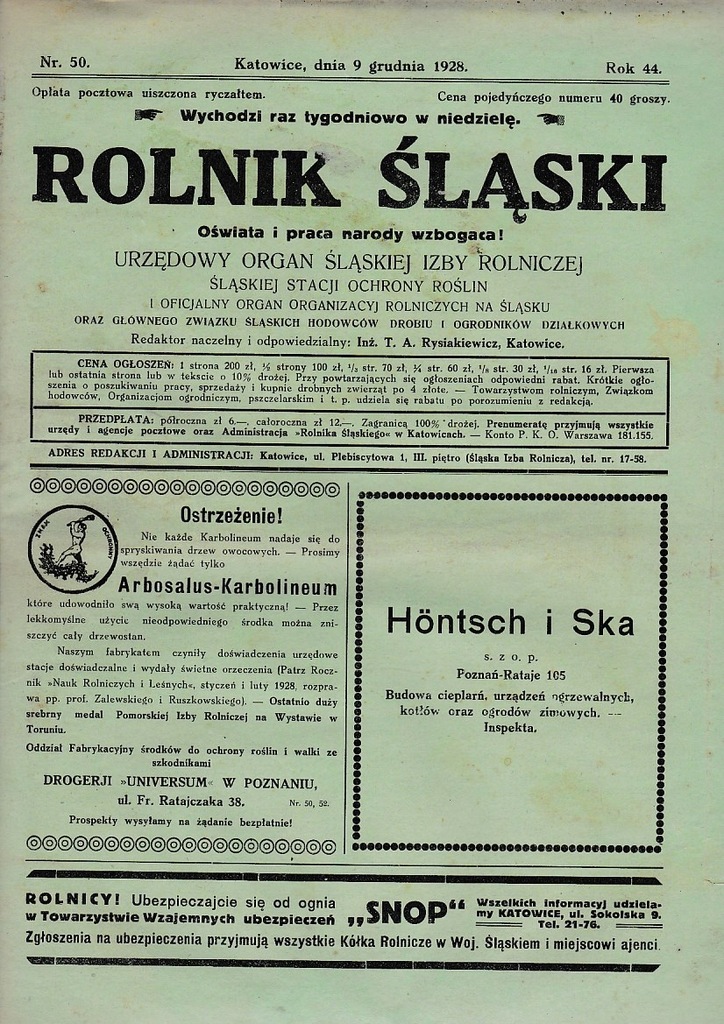 Nr. 50.
Katowice, dnia 9 grudnia 1928.
Rok 44.
Opłata pocztowa uiszczona ryczałtem.
Cena pojedyńczego numeru 40 groszy.
Wychodzi raz tygodniowo w niedzielę.
ROLNIK ŚLĄSKI
Oświata i praca narody wzbogaca!
URZĘDOWY ORGAN ŚLĄSKIEJ IZBY ROLNICZEJ
ŚLĄSKIEJ STACJI OCHRONY ROŚLIN
I OFICJALNY ORGAN ORGANIZACYJ ROLNICZYCH NA ŚLĄSKU
ORAZ GŁÓWNEGO ZWIĄZKU ŚLĄSKICH HODOWCÓW DROBIU I OGRODNIKÓW DZIAŁKOWYCH
Redaktor naczelny i odpowiedzialny: Inż. T. A. Rysiakiewicz, Katowice.
CENA OGŁOSZEŃ: 1 strona 200 zł, ½ strony 100 zł, ¹/₃ str. 70 zł, ¼ str. 60 zł, ¹/₈ str. 30 zł, ¹/₁₆ str. 16 zł. Pierwsza
lub ostatnia strona lub w tekscie o 10% drożej. Przy powtarzających się ogłoszeniach odpowiedni rabat. Krótkie ogło-
szenia o poszukiwaniu pracy, sprzedaży i kupnie drobnych zwierząt po 4 złote. — Towarzystwom rolniczym, Związkom
hodowców, Organizacjom ogrodniczym, pszczelarskim i t. p. udziela się rabatu po porozumieniu z redakcją.
PRZEDPŁATA: półroczna zł 6.—, całoroczna zł 12.—, Zagranicą 100% drożej. Prenumeratę przyjmują wszystkie
urzędy i agencje pocztowe oraz Administracja »Rolnika Śląskiego« w Katowicach. — Konto P. K. O. Warszawa 181.155.
ADRES REDAKCJI I ADMINISTRACJI: Katowice, ul. Plebiscytowa 1, III. piętro (Śląska Izba Rolnicza), tel. nr. 17-58.
ZNAK OCHRONNY
Ostrzeżenie!
Nie każde Karbolineum nadaje się do
spryskiwania drzew owocowych. — Prosimy
wszędzie żądać tylko
Arbosalus-Karbolineum
które udowodniło swą wysoką wartość praktyczną! — Przez
lekkomyślne użycie nieodpowiedniego środka można zni-
szczyć cały drzewostan.
Naszym fabrykatem czyniły doświadczenia urzędowe
stacje doświadczalne i wydały świetne orzeczenia (Patrz Rocz-
nik »Nauk Rolniczych i Leśnych«, styczeń i luty 1928, rozpra-
wa pp. prof. Zalewskiego i Ruszkowskiego). — Ostatnio duży
srebrny medal Pomorskiej Izby Rolniczej na Wystawie w
Toruniu.
Oddział Fabrykacyjny środków do ochrony roślin i walki ze
szkodnikami
DROGERJI »UNIVERSUM« W POZNANIU,
ul. Fr. Ratajczaka 38. Nr. 50, 52.
Prospekty wysyłamy na żądanie bezpłatnie!
Höntsch i Ska
s. z o. p.
Poznań-Rataje 105
Budowa cieplarń, urządzeń ogrzewalnych,
kotłów oraz ogrodów zimowych. —
Inspekta.
ROLNICY! Ubezpieczajcie się od ognia
w Towarzystwie Wzajemnych ubezpieczeń
„SNOP“
Wszelkich informacyj udziela-
my KATOWICE, ul. Sokolska 9.
Tel. 21-76.
Zgłoszenia na ubezpieczenia przyjmują wszystkie Kółka Rolnicze w Woj. Śląskiem i miejscowi ajenci.